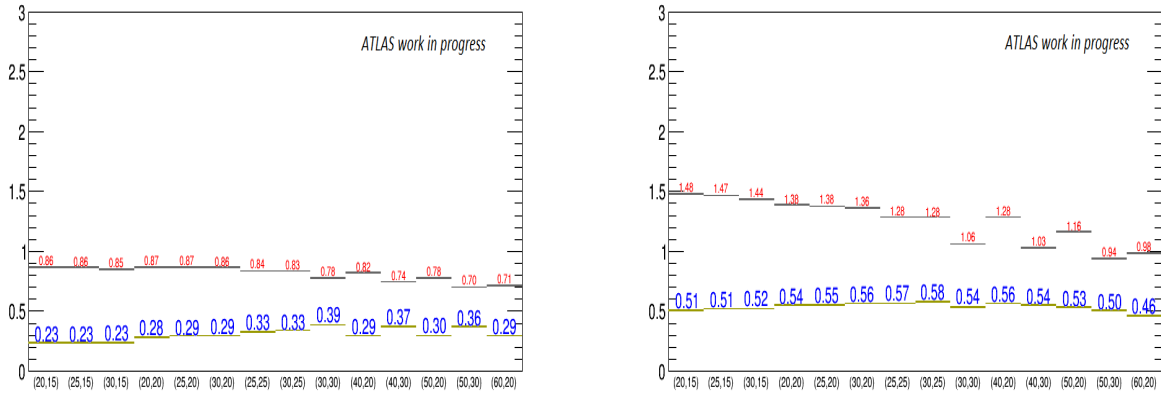 3
ATLAS work in progress
2.5
2
1.5
1
0.86 0.86 0.85 0.87 0.87 0.86 0.84 0.83 0.78 0.82 0.74 0.78 0.70 0.71
0.5
0.23 0.23 0.23 0.28 0.29 0.29 0.33 0.33 0.39 0.29 0.37 0.30 0.36 0.29
0
(20,15) (25,15) (30,15) (20,20) (25,20) (30,20) (25,25) (30,25) (30,30) (40,20) (40,30) (50,20) (50,30) (60,20)
3
ATLAS work in progress
2.5
2
1.5
1.48 1.47 1.44 1.38 1.38 1.36 1.28 1.28 1.06 1.28 1.03 1.16 0.94 0.98
1
0.51 0.51 0.52 0.54 0.55 0.56 0.57 0.58 0.54 0.56 0.54 0.53 0.50 0.46
0.5
0
(20,15) (25,15) (30,15) (20,20) (25,20) (30,20) (25,25) (30,25) (30,30) (40,20) (40,30) (50,20) (50,30) (60,20)